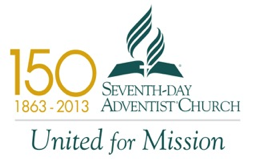 150
1863 - 2013
SEVENTH-DAY
ADVENTIST® CHURCH
United for Mission